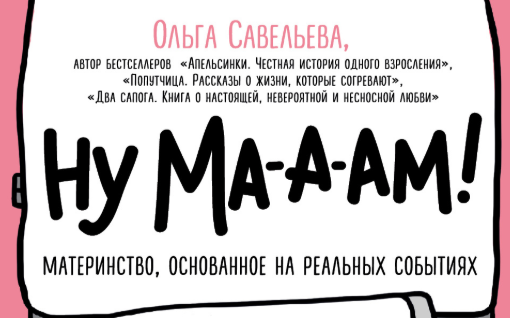 Ольга Савельева,
автор бестселлеров «Апельсинки. Честная история одного взросления»,
«Попутчица. Рассказы о жизни, которые согревают»,
«Два сапога. Книга о настоящей, невероятной и несносной любви»
Ну Ма-а-ам!
материнство, основанное на реальных событиях